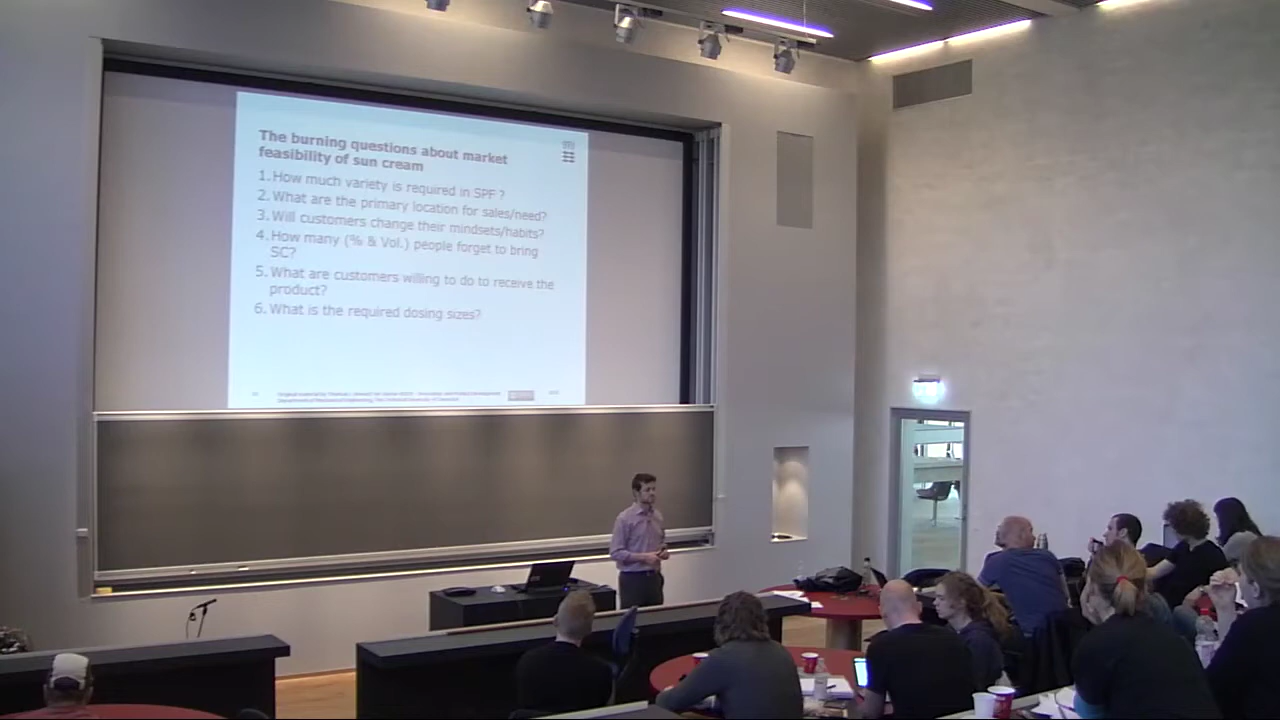 The burning questions about market
feasibility of sun cream
1. How much variety is required in SPF ?
2. What are the primary location for sales/need?
3. Will customers change their mindsets/habits?
4. How many (% & Vol.) people forget to bring
SC?
5. What are customers willing to do to receive the
product?
6. What is the required dosing sizes?